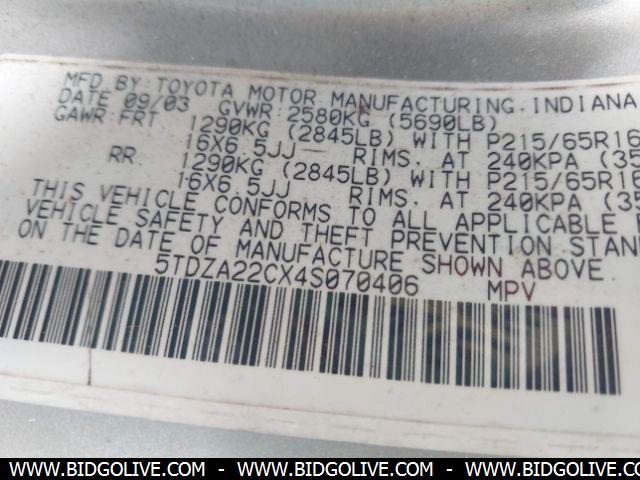 MFD BY: TOYOTA MOTOR MANUFACTURING. INDIANA
DATE 09/03 GVWR: 2580KG (5690LB)
GAWR: FRT 1290KG (2845LB) WITH P215/65R16
16X6.5JJ RIMS, AT 240KPA (35
RR 1290KG (2845LB) WITH P215/65R16
16X6.5JJ RIMS, AT 240KPA (35
THIS VEHICLE CONFORMS TO ALL APPLICABLE
VEHICLE SAFETY AND THEFT PREVENTION STAN
ON THE DATE OF MANUFACTURE SHOWN ABOVE.
5TDZA22CX4S070406 MPV
WWW.BIDGOLIVE.COM - WWW.BIDGOLIVE.COM - WWW.BIDGOLIVE.COM - WWW.BIDGOLIVE.COM